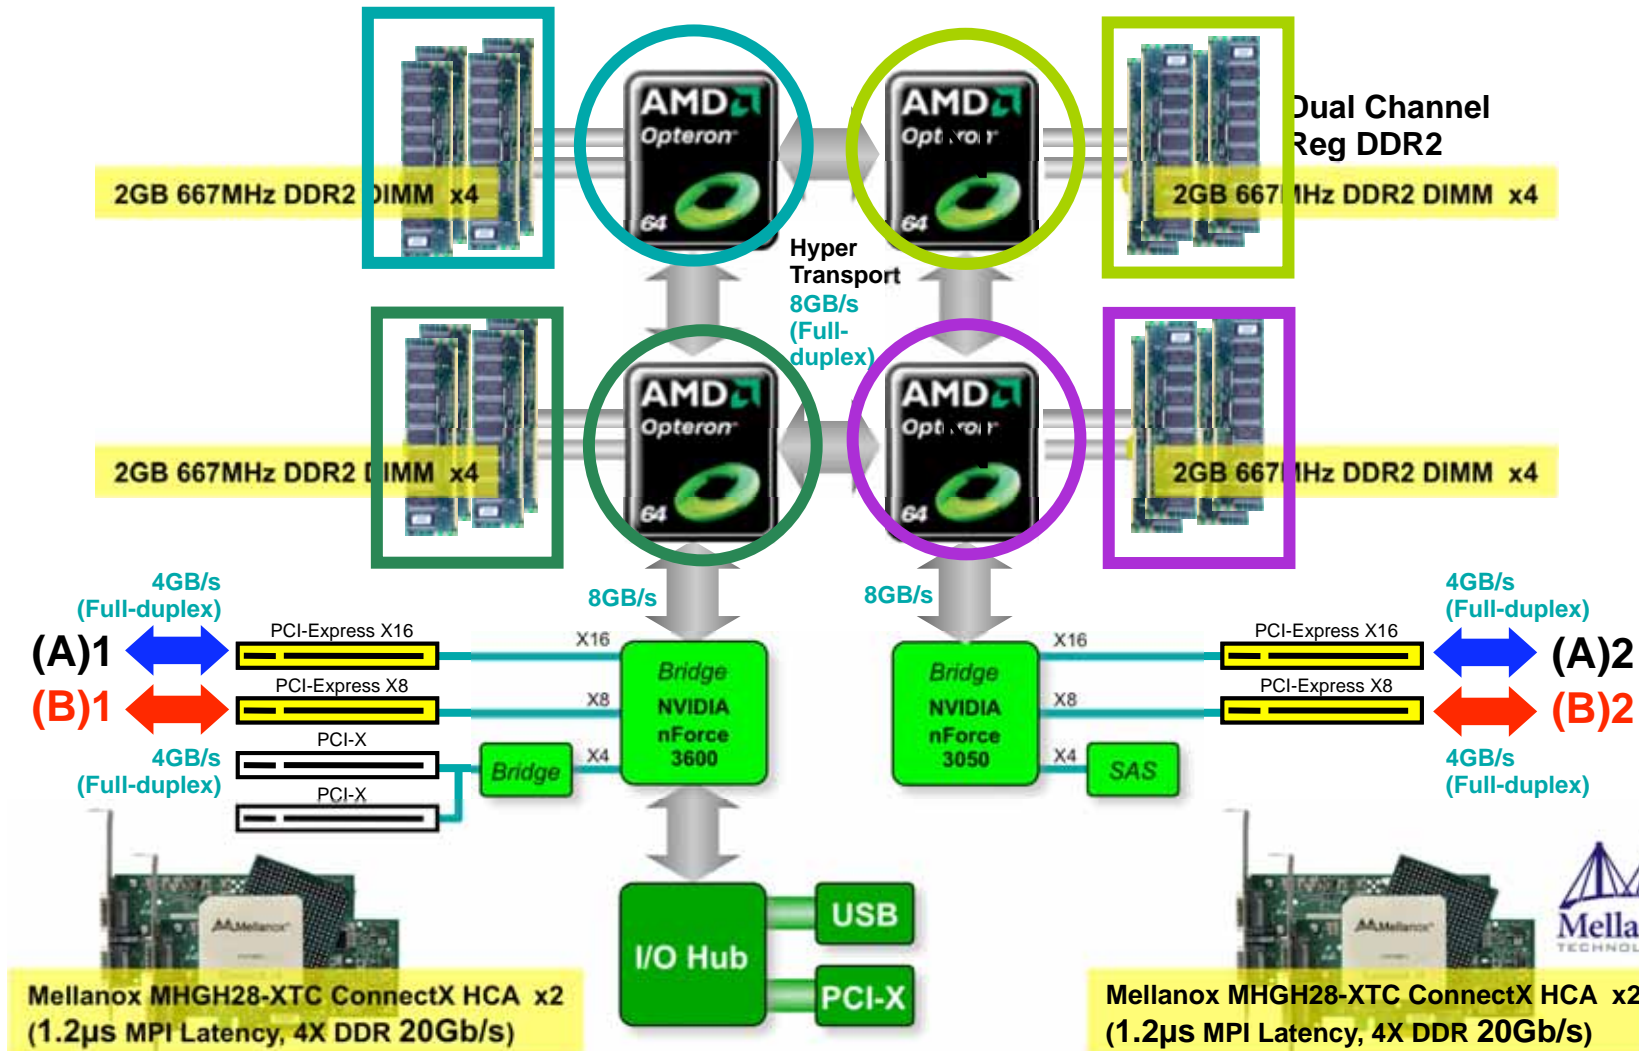 AMD
Opteron
64
AMD
Opteron
64
Dual Channel
Reg DDR2
2GB 667MHz DDR2 DIMM x4
2GB 667MHz DDR2 DIMM x4
Hyper
Transport
8GB/s
(Full-
duplex)
AMD
Opteron
64
AMD
Opteron
64
2GB 667MHz DDR2 DIMM x4
2GB 667MHz DDR2 DIMM x4
4GB/s
(Full-duplex)
8GB/s
8GB/s
4GB/s
(Full-duplex)
(A)1
PCI-Express X16
X16
X16
PCI-Express X16
(A)2
(B)1
PCI-Express X8
X8
X8
PCI-Express X8
(B)2
Bridge
NVIDIA
nForce
3600
Bridge
NVIDIA
nForce
3050
4GB/s
(Full-duplex)
PCI-X
PCI-X
Bridge
X4
X4
SAS
4GB/s
(Full-duplex)
I/O Hub
USB
PCI-X
Mellanox
Mellanox
Mella
TECHNOL
Mellanox MHGH28-XTC ConnectX HCA x2
(1.2µs MPI Latency, 4X DDR 20Gb/s)
Mellanox MHGH28-XTC ConnectX HCA x2
(1.2µs MPI Latency, 4X DDR 20Gb/s)